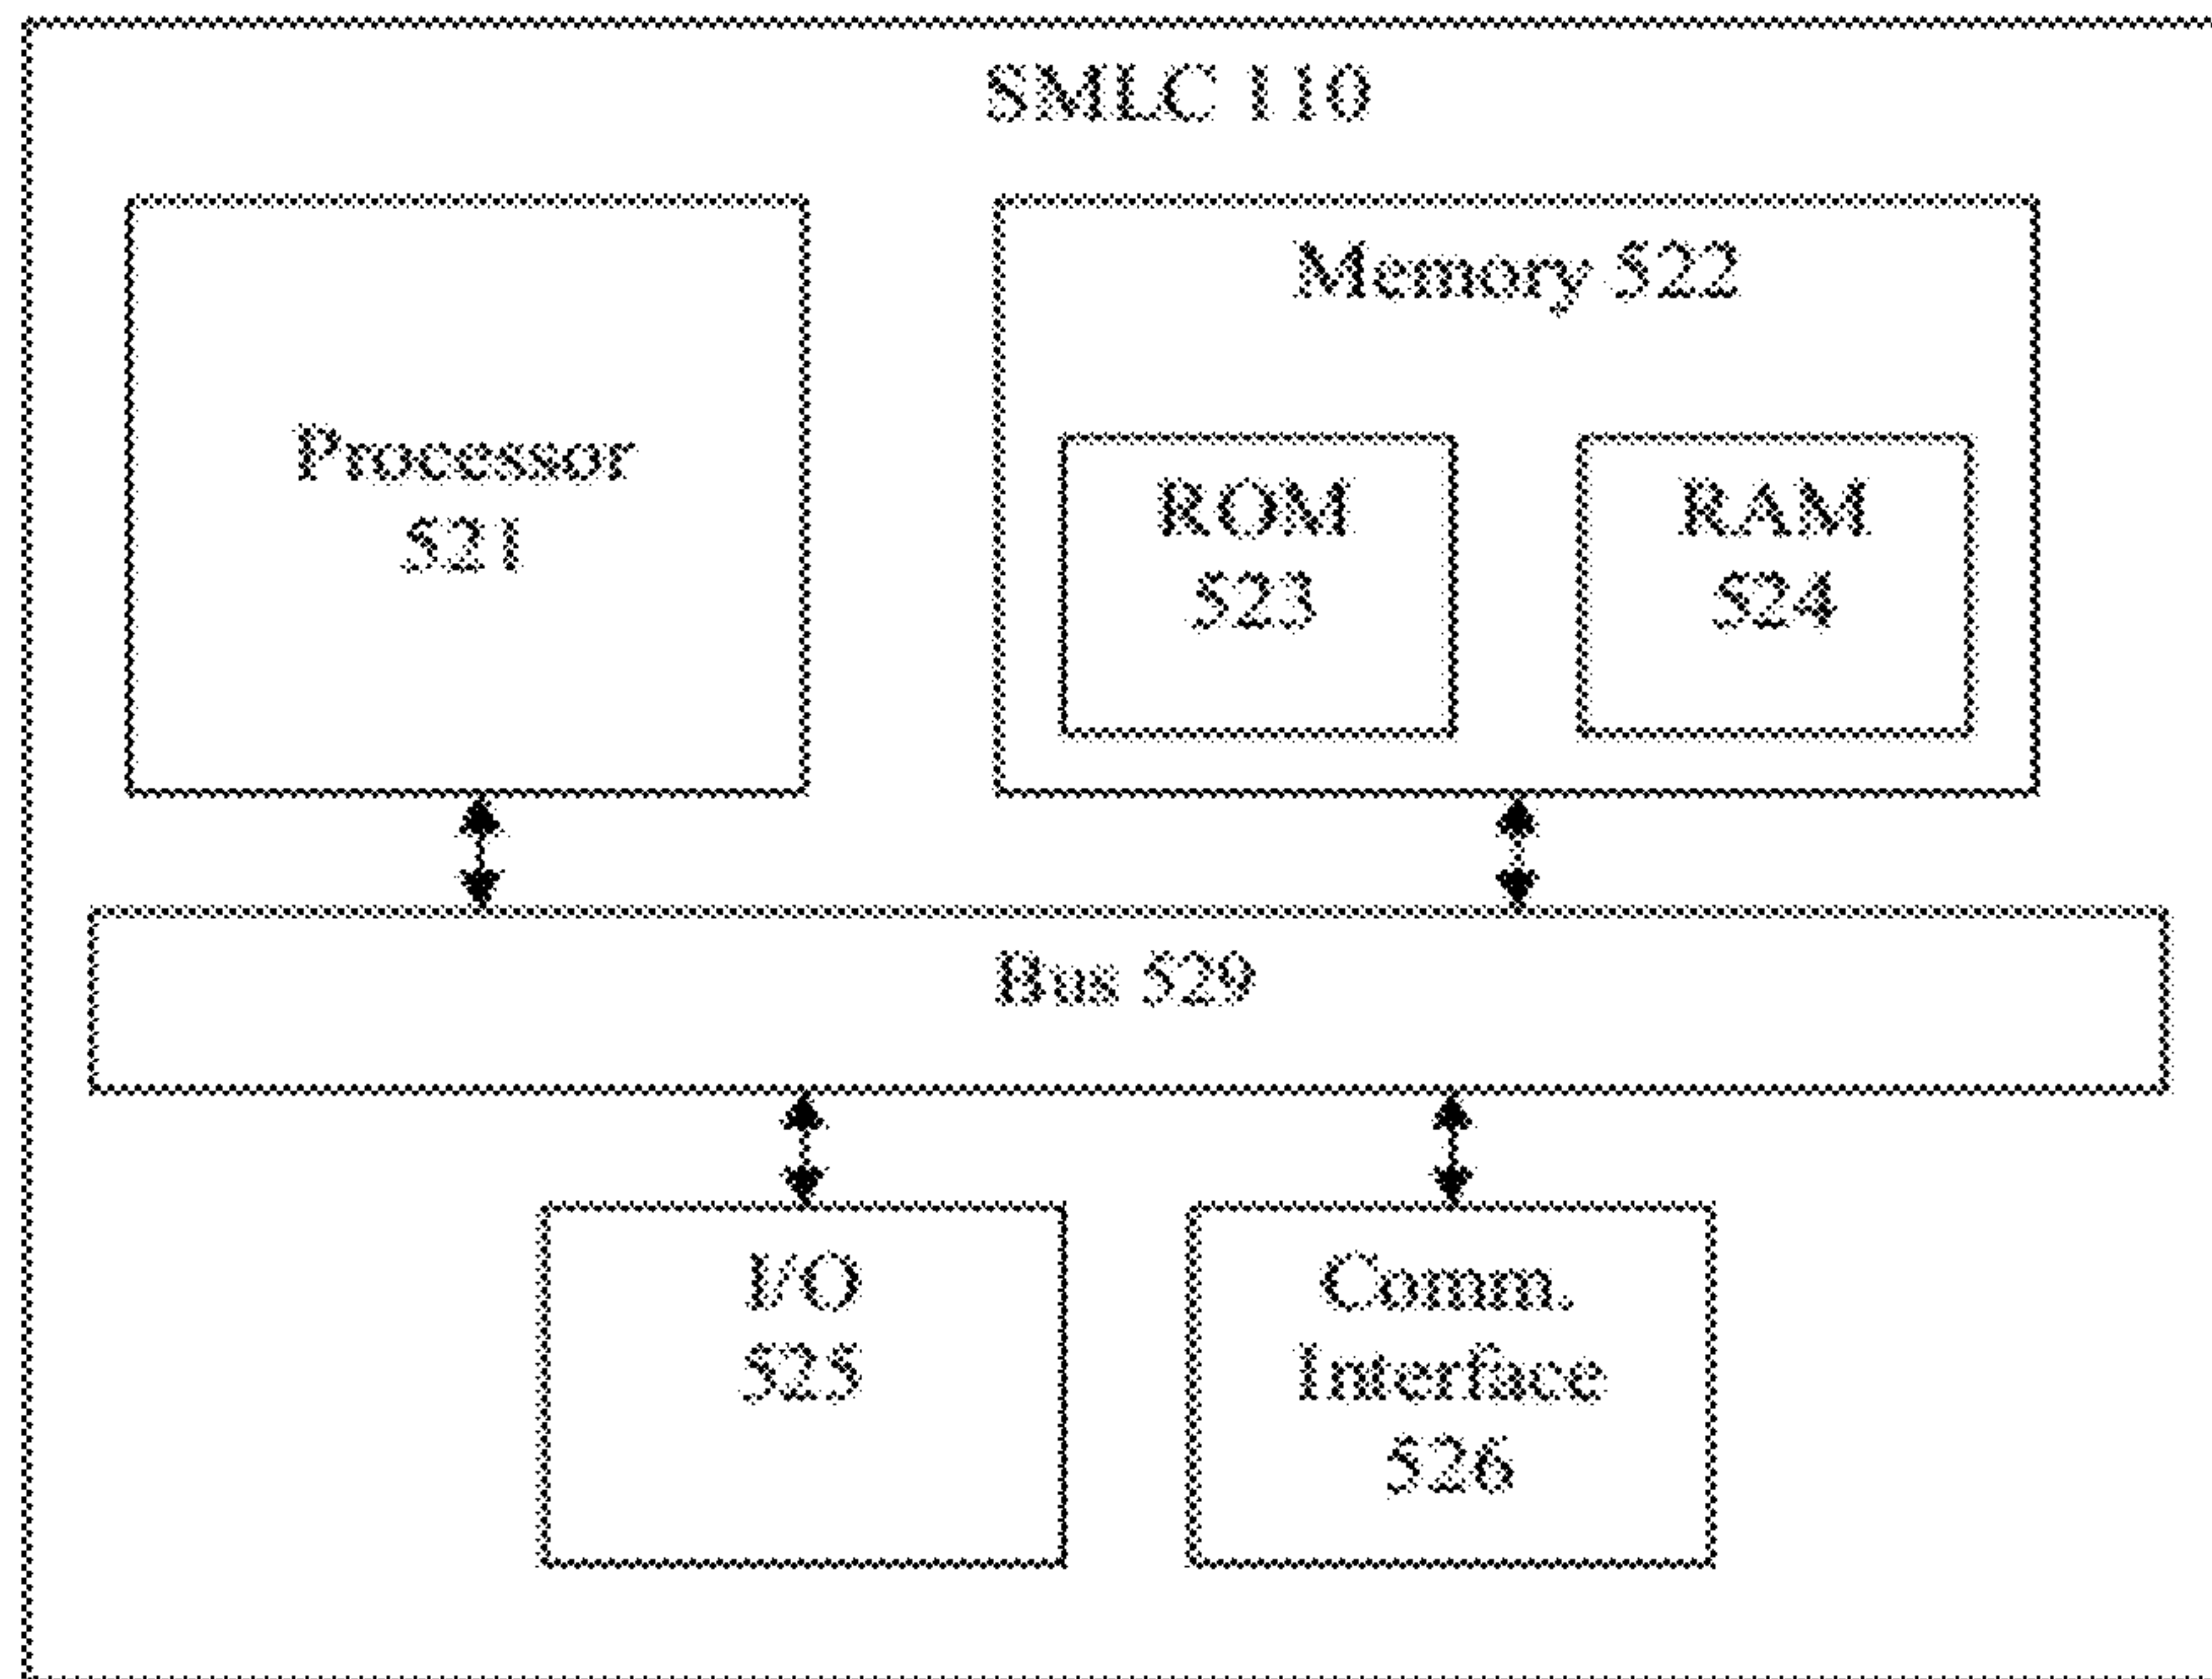 SMLC 110
Processor
521
Memory 522
ROM
523
RAM
524
Bus 529
I/O
525
Comm.
Interface
526